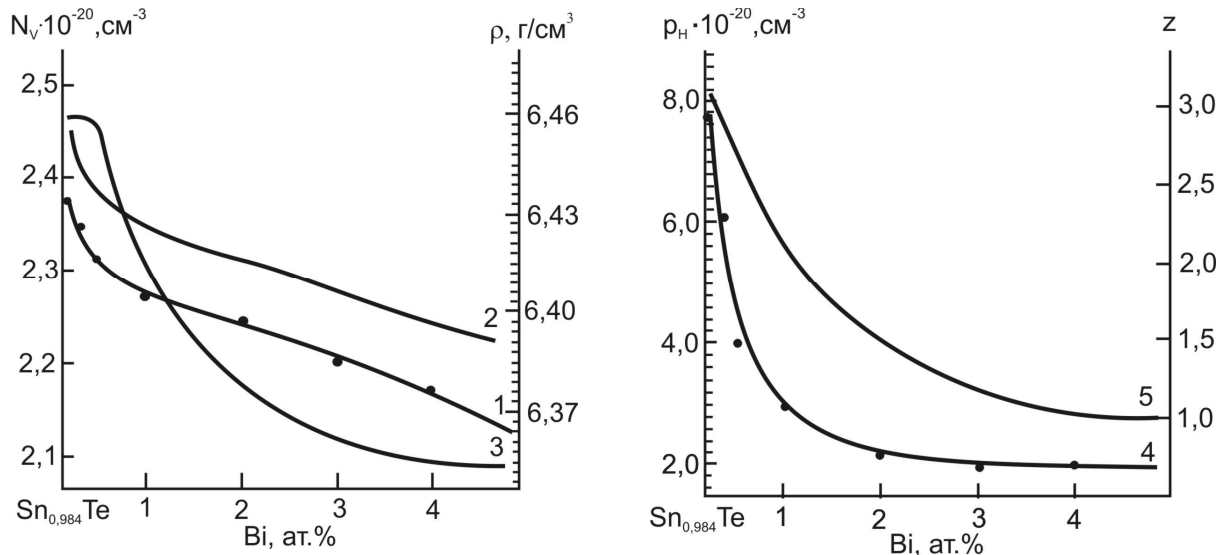 N_V·10^-20,см^-3
ρ, г/см^3
2,5
2,4
2,3
2,2
2,1
6,46
6,43
6,40
6,37
2
1
3
Sn_0,984Te 1 2 3 4
Bi, ат.%
p_H·10^-20,см^-3
z
8,0
6,0
4,0
2,0
3,0
2,5
2,0
1,5
1,0
5
4
Sn_0,984Te 1 2 3 4
Bi, ат.%